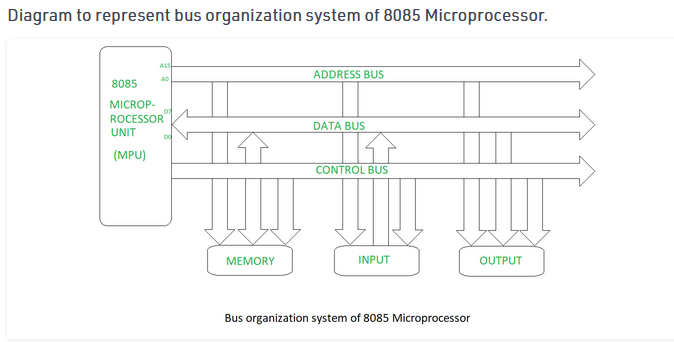 Diagram to represent bus organization system of 8085 Microprocessor.
A15
ADDRESS BUS
A0
8085
MICROP-
ROCESSOR
UNIT
(MPU)
D7
DATA BUS
D0
CONTROL BUS
MEMORY
INPUT
OUTPUT
Bus organization system of 8085 Microprocessor